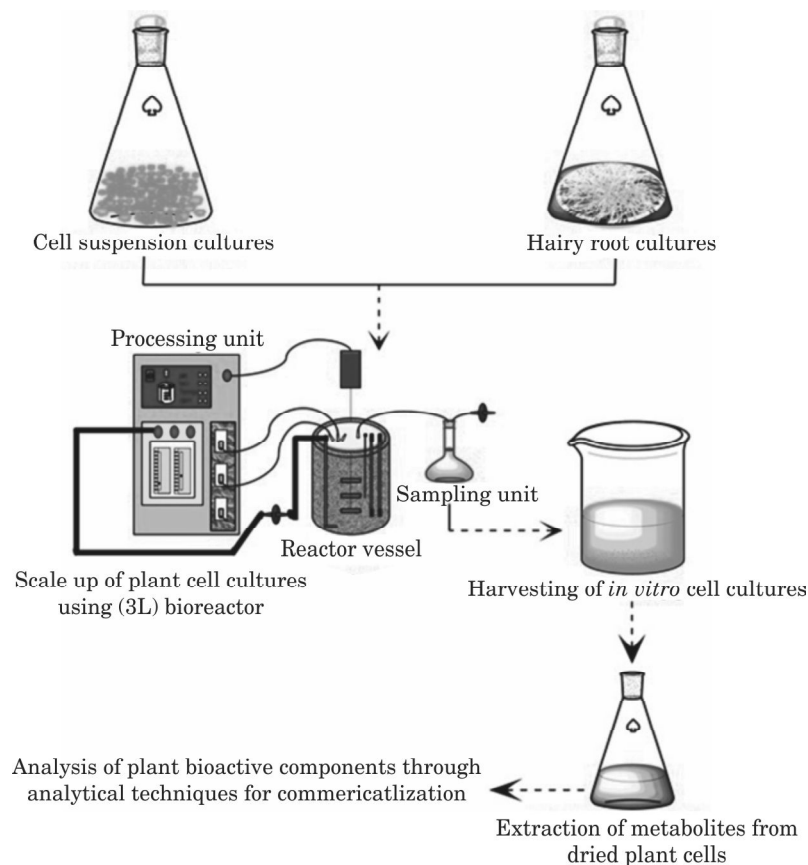 Cell suspension cultures
Hairy root cultures
Processing unit
Sampling unit
Reactor vessel
Scale up of plant cell cultures
using (3L) bioreactor
Harvesting of in vitro cell cultures
Analysis of plant bioactive components through
analytical techniques for commericatlization
Extraction of metabolites from
dried plant cells